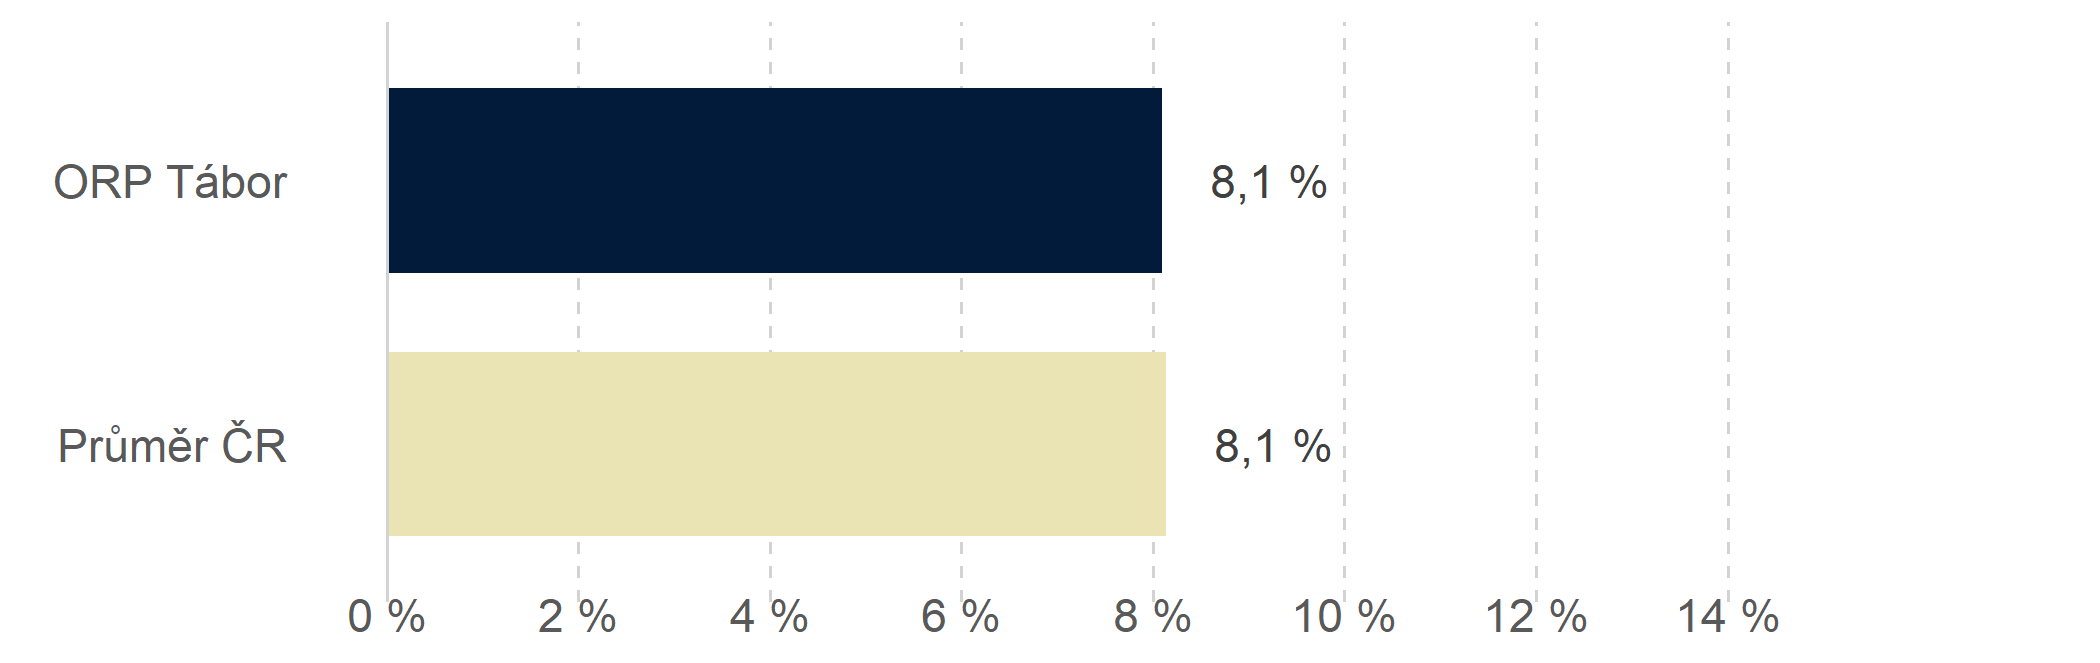 ORP Tábor
8,1 %
Průměr ČR
8,1 %
0 % 2 % 4 % 6 % 8 % 10 % 12 % 14 %